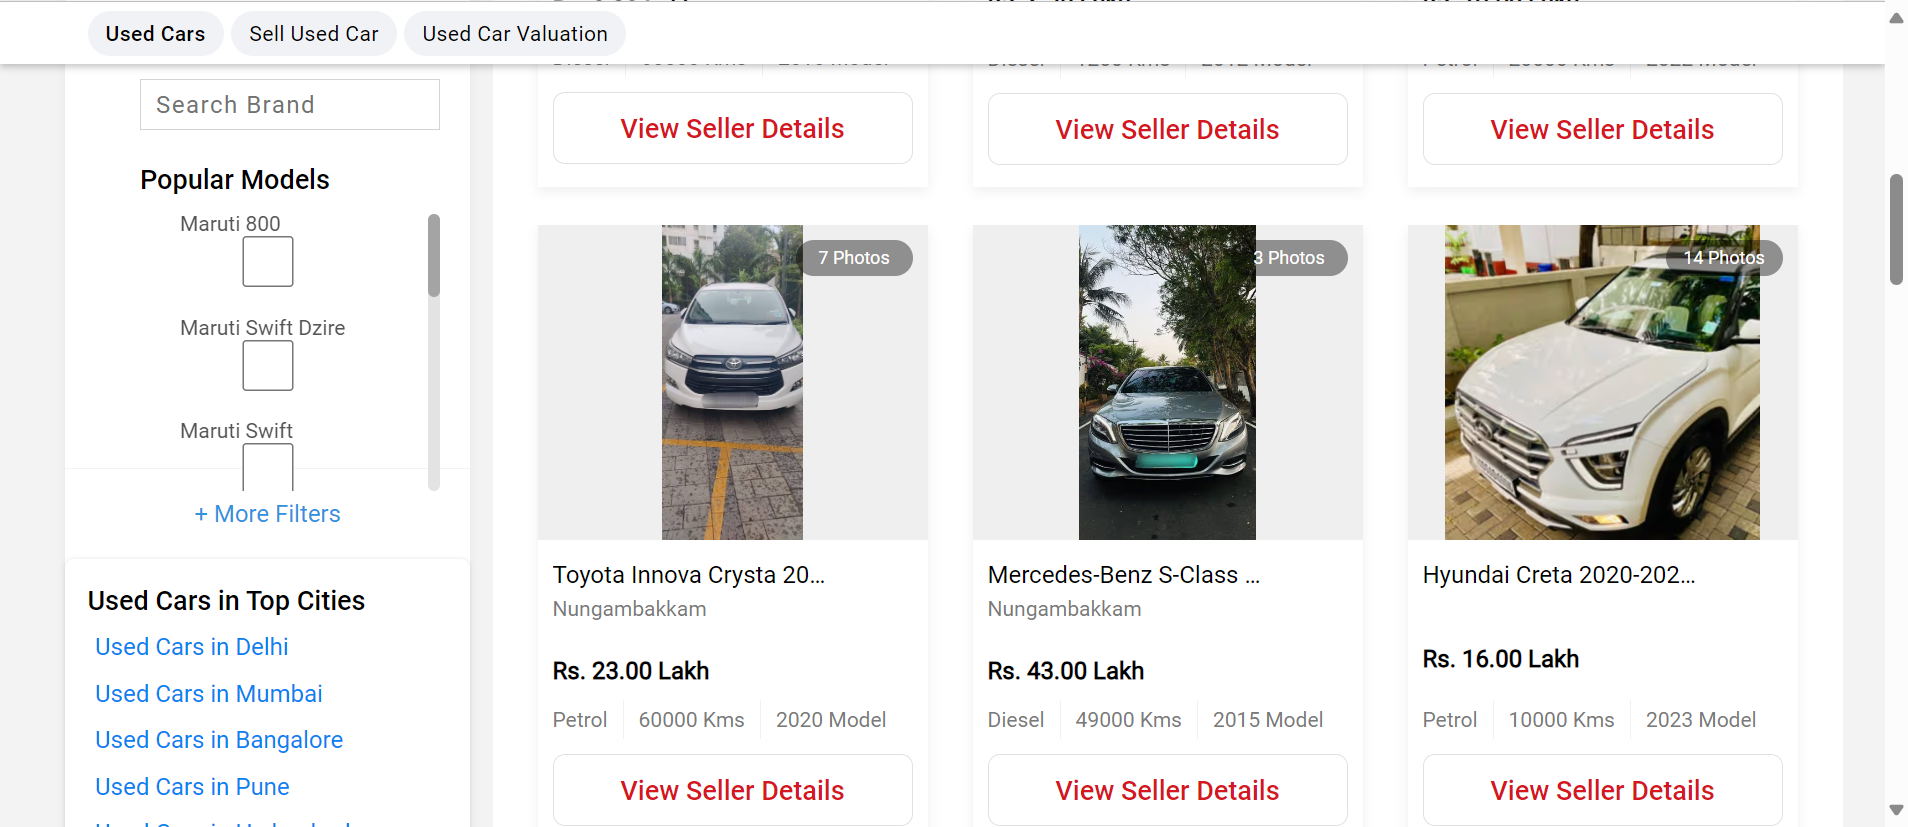 Used Cars
Sell Used Car
Used Car Valuation
Search Brand
Popular Models
Maruti 800
Maruti Swift Dzire
Maruti Swift
+ More Filters
Used Cars in Top Cities
Used Cars in Delhi
Used Cars in Mumbai
Used Cars in Bangalore
Used Cars in Pune
View Seller Details
View Seller Details
View Seller Details
7 Photos
Toyota Innova Crysta 20...
Nungambakkam
Rs. 23.00 Lakh
Petrol
60000 Kms
2020 Model
View Seller Details
3 Photos
Mercedes-Benz S-Class ...
Nungambakkam
Rs. 43.00 Lakh
Diesel
49000 Kms
2015 Model
View Seller Details
14 Photos
Hyundai Creta 2020-202...
Rs. 16.00 Lakh
Petrol
10000 Kms
2023 Model
View Seller Details